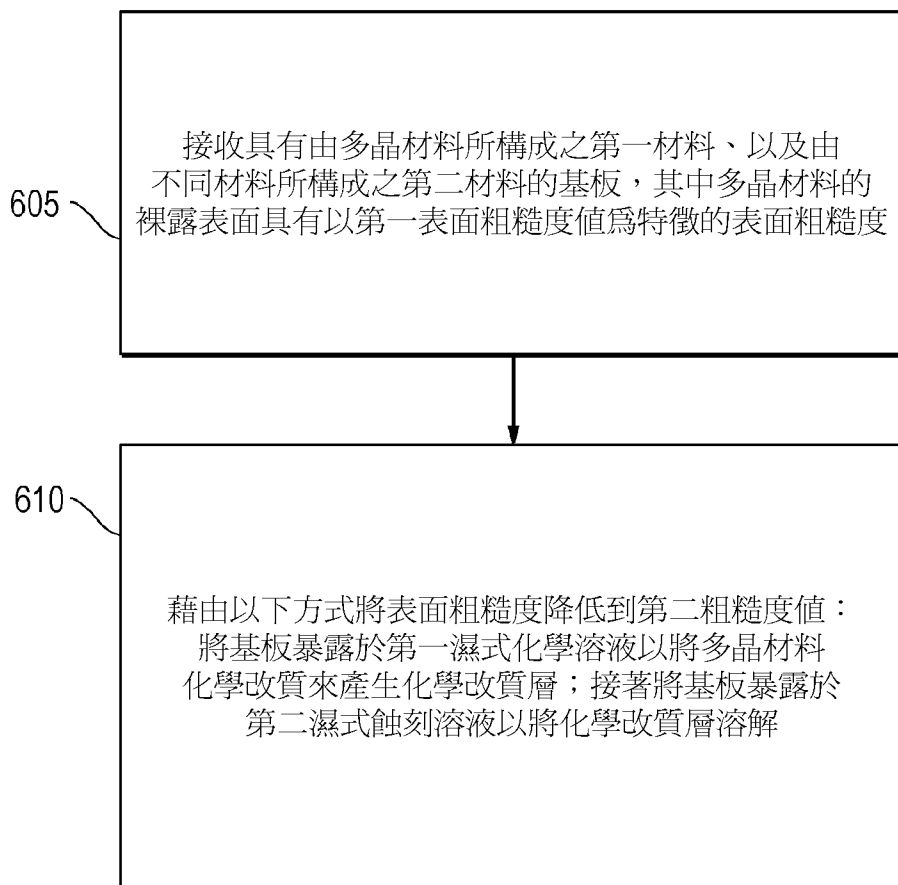 接收具有由多晶材料所構成之第一材料、以及由
不同材料所構成之第二材料的基板，其中多晶材料的
605
裸露表面具有以第一表面粗糙度值爲特徵的表面粗糙度
610
藉由以下方式將表面粗糙度降低到第二粗糙度值：
將基板暴露於第一濕式化學溶液以將多晶材料
化學改質來產生化學改質層；接著將基板暴露於
第二濕式蝕刻溶液以將化學改質層溶解